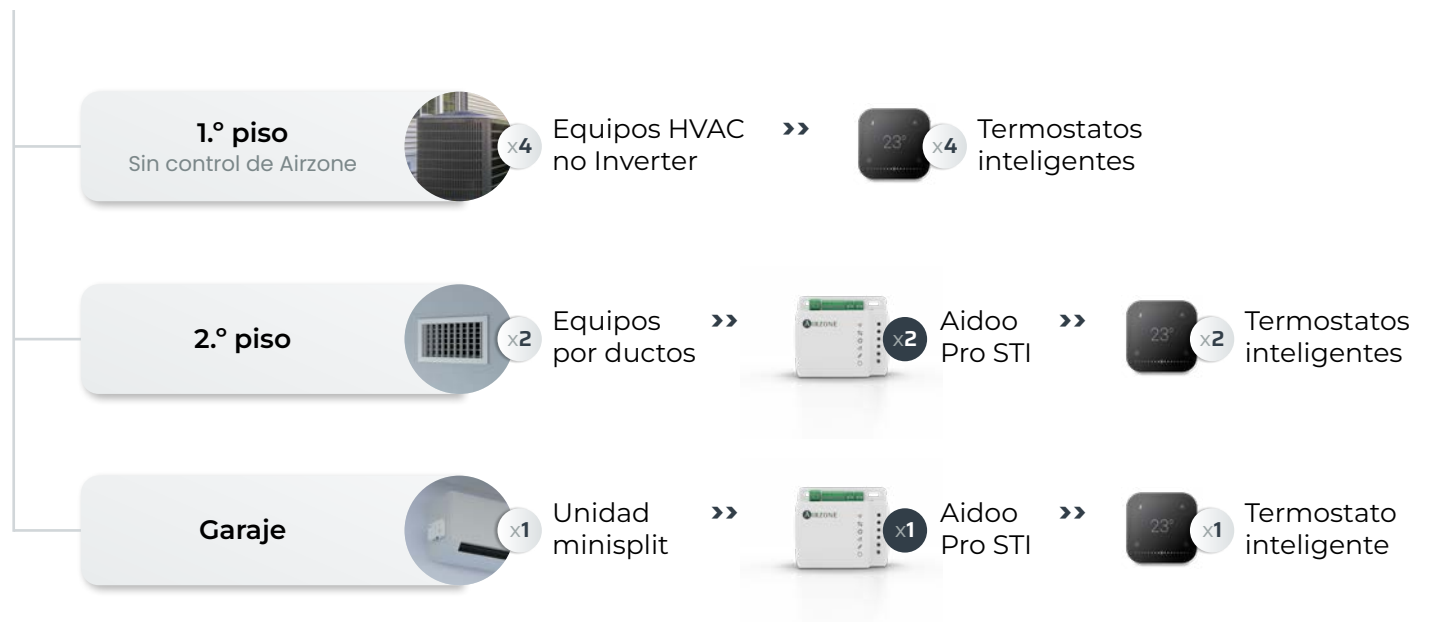 1.º piso
Sin control de Airzone
x4
Equipos HVAC
no Inverter
23°
x4
Termostatos
inteligentes
2.º piso
x2
Equipos
por ductos
AIRZONE
x2
Aidoo
Pro STI
23°
x2
Termostatos
inteligentes
Garaje
x1
Unidad
minisplit
AIRZONE
x1
Aidoo
Pro STI
23°
x1
Termostato
inteligente